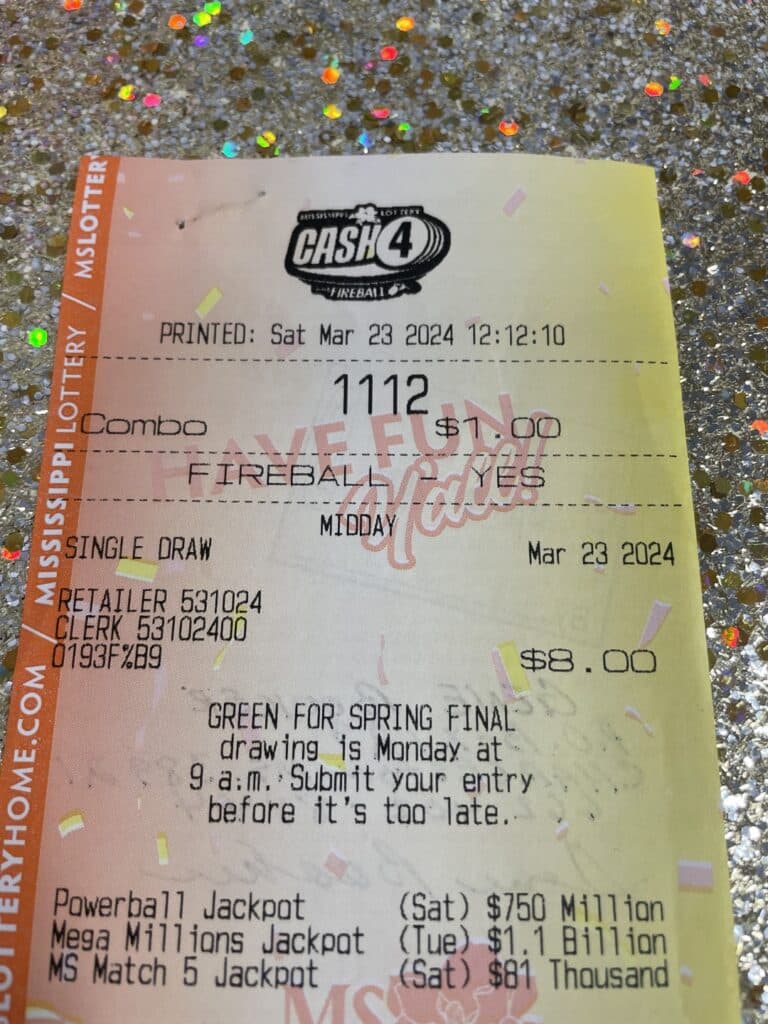 MISSISSIPPI LOTTERY
CASH 4
FIREBALL
PRINTED: Sat Mar 23 2024 12:12:10
1112
Combo $1.00
FIREBALL - YES
MIDDAY
SINGLE DRAW Mar 23 2024
RETAILER 531024
CLERK 53102400
0193F%B9 $8.00
GREEN FOR SPRING FINAL
drawing is Monday at
9 a.m. Submit your entry
before it's too late.
Powerball Jackpot (Sat) $750 Million
Mega Millions Jackpot (Tue) $1.1 Billion
MS Match 5 Jackpot (Sat) $81 Thousand
HAVE FUN
Y'all!
MS
LOTTERYHOME.COM / MISSISSIPPI LOTTERY / MSLOTTERY